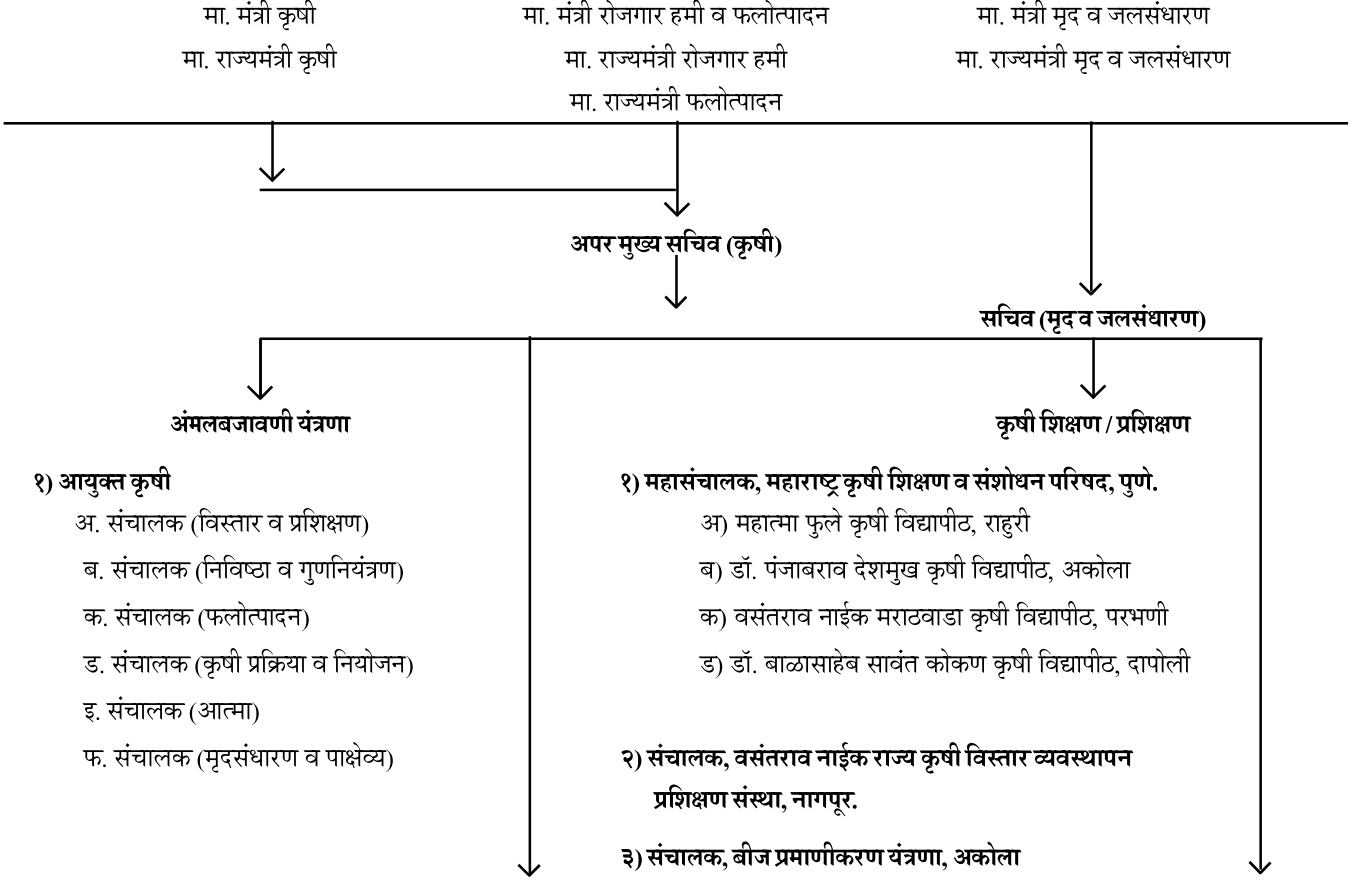 मा. मंत्री कृषी
मा. राज्यमंत्री कृषी
मा. मंत्री रोजगार हमी व फलोत्पादन
मा. राज्यमंत्री रोजगार हमी
मा. राज्यमंत्री फलोत्पादन
मा. मंत्री मृद व जलसंधारण
मा. राज्यमंत्री मृद व जलसंधारण
अपर मुख्य सचिव (कृषी)
सचिव (मृद व जलसंधारण)
अंमलबजावणी यंत्रणा
१) आयुक्त कृषी
अ. संचालक (विस्तार व प्रशिक्षण)
ब. संचालक (निविष्ठा व गुणनियंत्रण)
क. संचालक (फलोत्पादन)
ड. संचालक (कृषी प्रक्रिया व नियोजन)
इ. संचालक (आत्मा)
फ. संचालक (मृदसंधारण व पाक्षेव्य)
कृषी शिक्षण / प्रशिक्षण
१) महासंचालक, महाराष्ट्र कृषी शिक्षण व संशोधन परिषद, पुणे.
अ) महात्मा फुले कृषी विद्यापीठ, राहुरी
ब) डॉ. पंजाबराव देशमुख कृषी विद्यापीठ, अकोला
क) वसंतराव नाईक मराठवाडा कृषी विद्यापीठ, परभणी
ड) डॉ. बाळासाहेब सावंत कोकण कृषी विद्यापीठ, दापोली
२) संचालक, वसंतराव नाईक राज्य कृषी विस्तार व्यवस्थापन
प्रशिक्षण संस्था, नागपूर.
३) संचालक, बीज प्रमाणीकरण यंत्रणा, अकोला